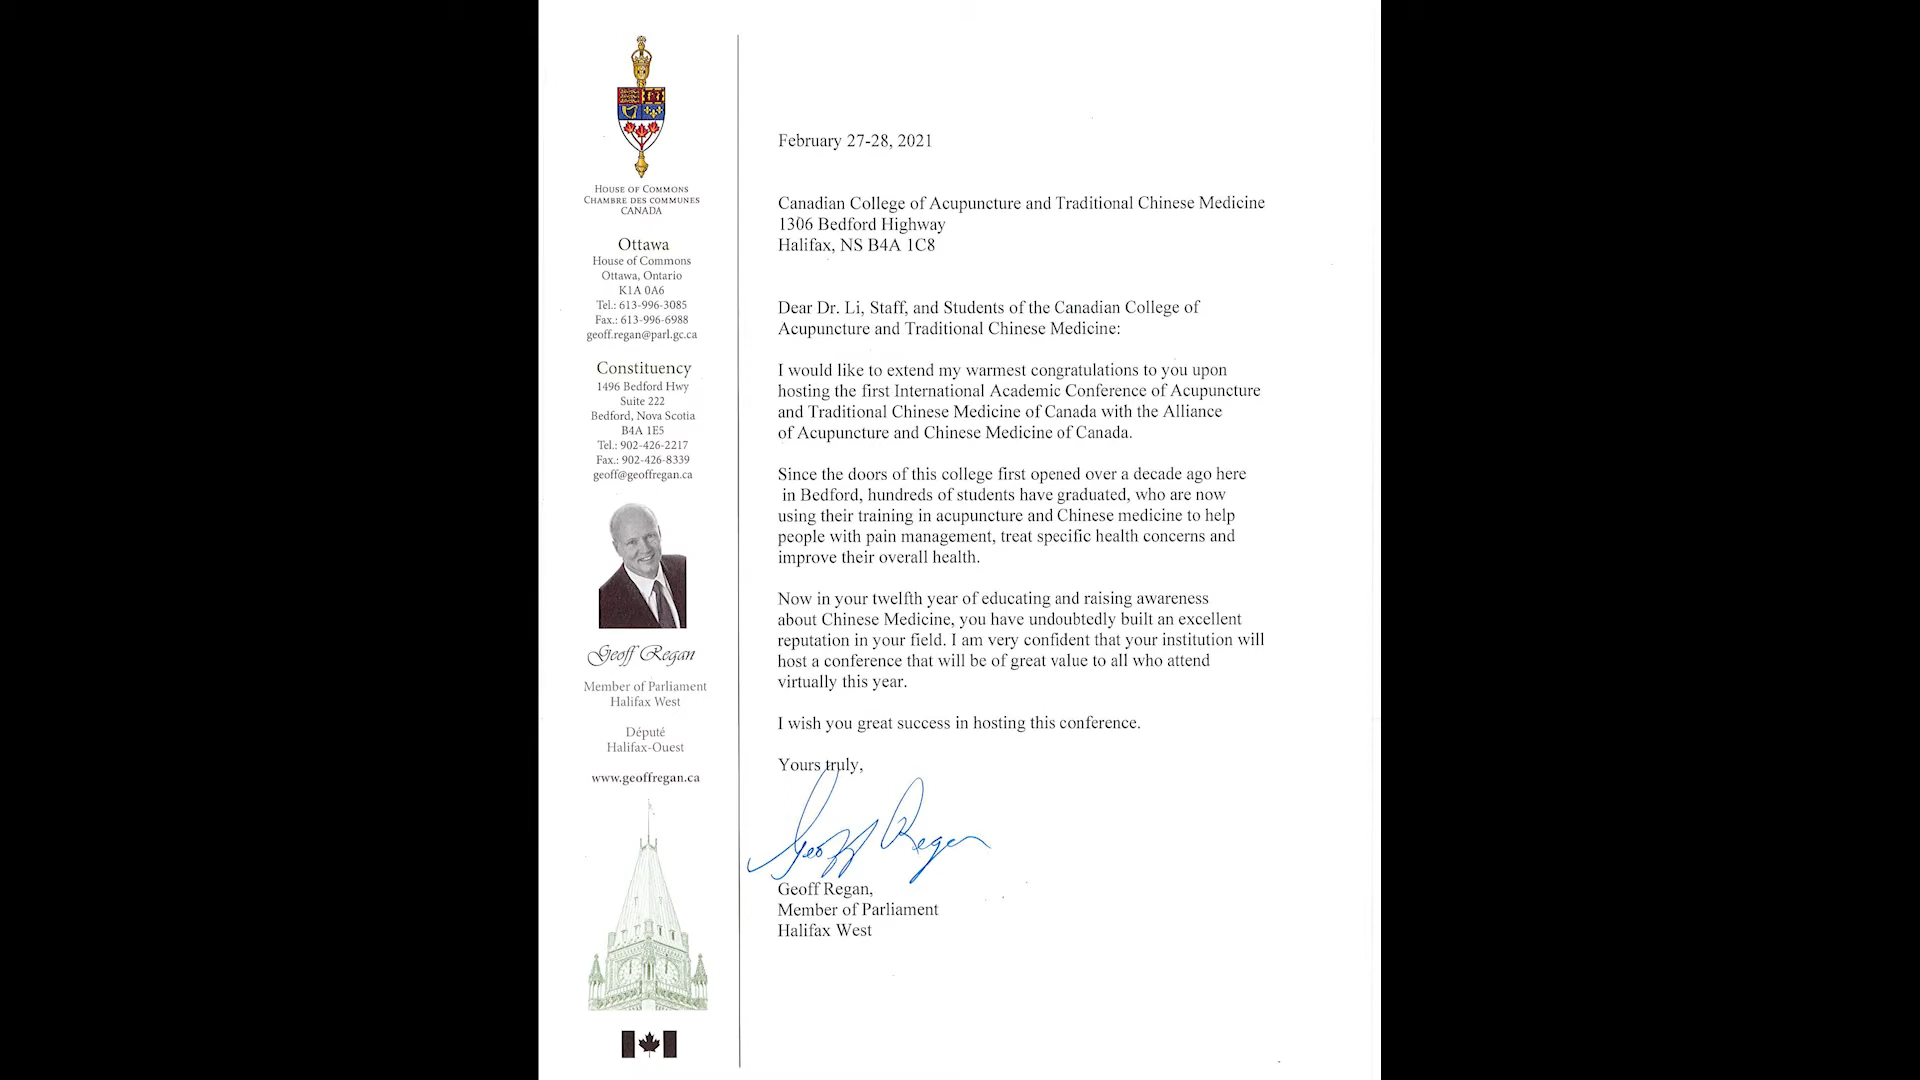 House of Commons
Chambre des communes
CANADA
Ottawa
House of Commons
Ottawa, Ontario
K1A 0A6
Tel.: 613-996-3085
Fax.: 613-996-6988
geoff.regan@parl.gc.ca
Constituency
1496 Bedford Hwy
Suite 222
Bedford, Nova Scotia
B4A 1E5
Tel.: 902-426-2217
Fax.: 902-426-8339
geoff@geoffregan.ca
Geoff Regan
Member of Parliament
Halifax West
Député
Halifax-Ouest
www.geoffregan.ca
February 27-28, 2021
Canadian College of Acupuncture and Traditional Chinese Medicine
1306 Bedford Highway
Halifax, NS B4A 1C8
Dear Dr. Li, Staff, and Students of the Canadian College of
Acupuncture and Traditional Chinese Medicine:
I would like to extend my warmest congratulations to you upon
hosting the first International Academic Conference of Acupuncture
and Traditional Chinese Medicine of Canada with the Alliance
of Acupuncture and Chinese Medicine of Canada.
Since the doors of this college first opened over a decade ago here
in Bedford, hundreds of students have graduated, who are now
using their training in acupuncture and Chinese medicine to help
people with pain management, treat specific health concerns and
improve their overall health.
Now in your twelfth year of educating and raising awareness
about Chinese Medicine, you have undoubtedly built an excellent
reputation in your field. I am very confident that your institution will
host a conference that will be of great value to all who attend
virtually this year.
I wish you great success in hosting this conference.
Yours truly,
Geoff Regan
Geoff Regan,
Member of Parliament
Halifax West